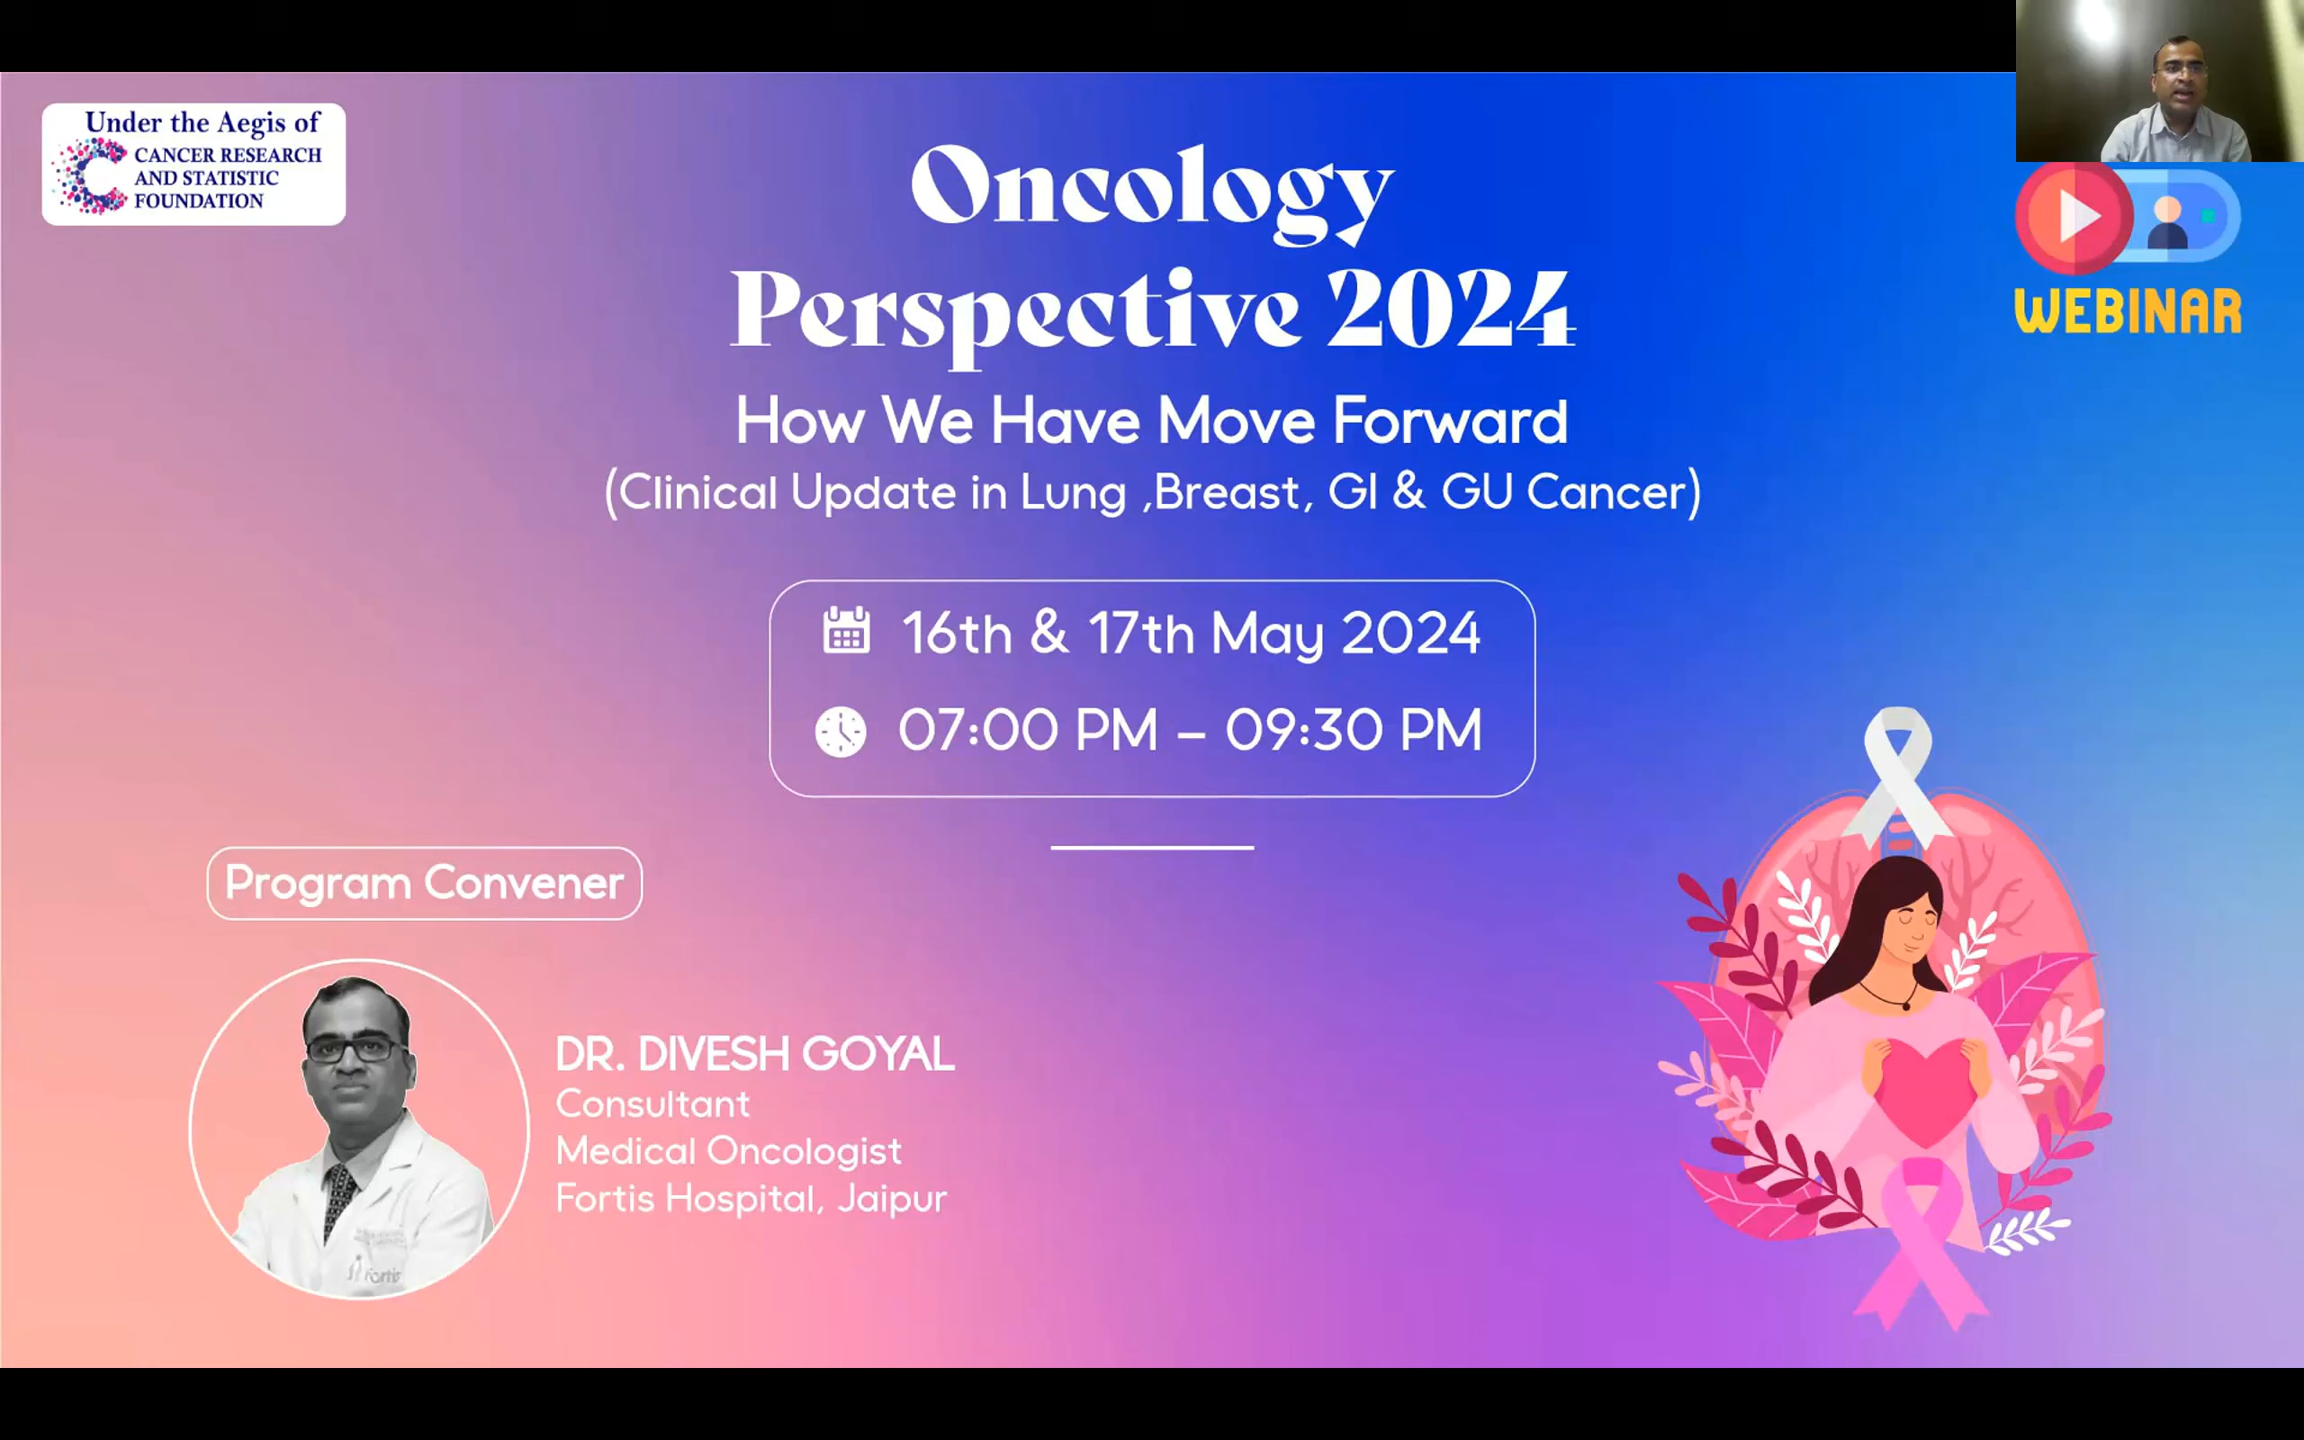 Under the Aegis of
CANCER RESEARCH
AND STATISTIC
FOUNDATION
Oncology
Perspective 2024
How We Have Move Forward
(Clinical Update in Lung ,Breast, GI & GU Cancer)
WEBINAR
16th & 17th May 2024
07:00 PM – 09:30 PM
Program Convener
DR. DIVESH GOYAL
Consultant
Medical Oncologist
Fortis Hospital, Jaipur
Fortis